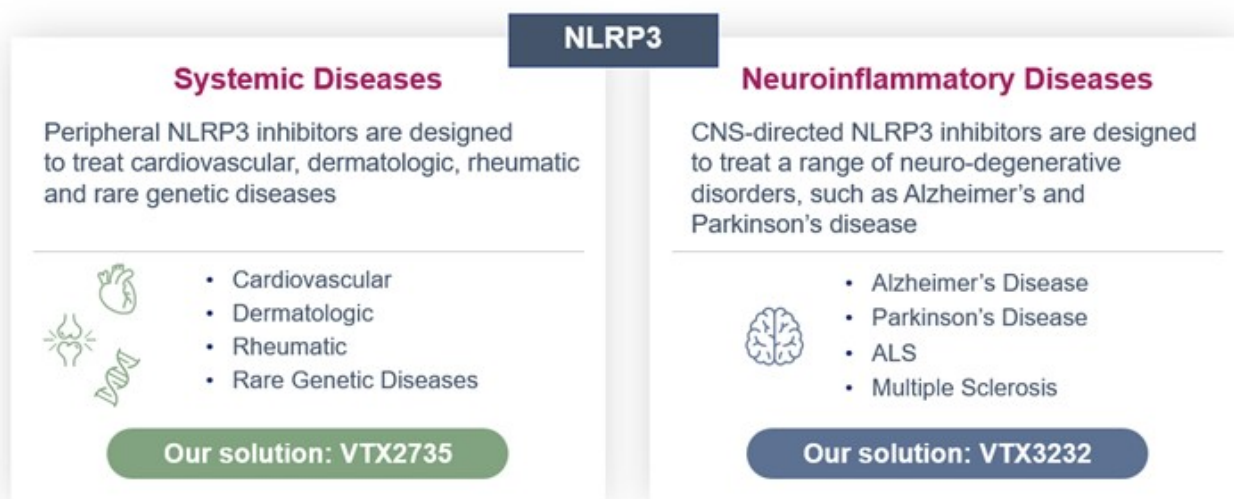 NLRP3
Systemic Diseases
Peripheral NLRP3 inhibitors are designed
to treat cardiovascular, dermatologic, rheumatic
and rare genetic diseases
• Cardiovascular
• Dermatologic
• Rheumatic
• Rare Genetic Diseases
Our solution: VTX2735
Neuroinflammatory Diseases
CNS-directed NLRP3 inhibitors are designed
to treat a range of neuro-degenerative
disorders, such as Alzheimer’s and
Parkinson’s disease
• Alzheimer’s Disease
• Parkinson’s Disease
• ALS
• Multiple Sclerosis
Our solution: VTX3232